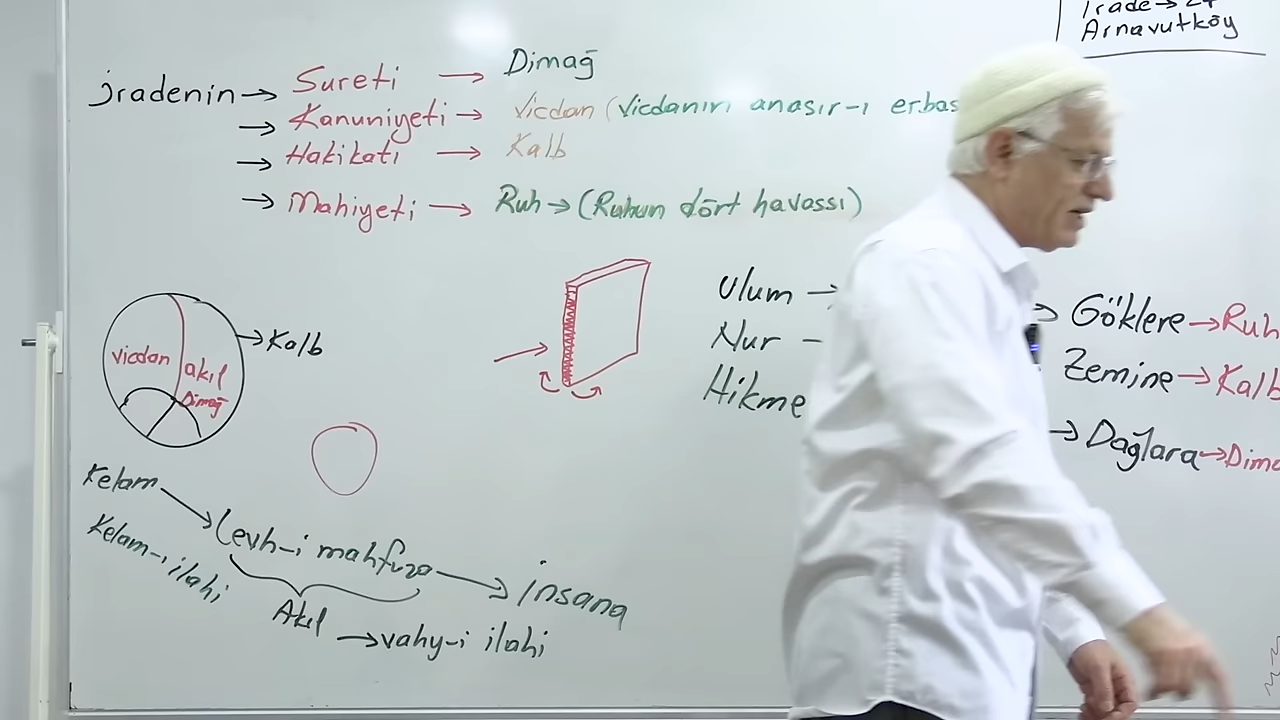 İrade → 24
Arnavutköy
İradenin → Sureti → Dimağ
→ Kanuniyeti → Vicdan (Vicdanın anasır-ı erbas
→ Hakikatı → Kalb
→ Mahiyeti → Ruh → (Ruhun dört havassı)
Ulum → → Göklere → Ruh
Nur - Zemine → Kalb
Hikme → Dağlara → Dima
vicdan akıl → Kalb
Dimağ
Kelam → Levh-i mahfuza → İnsana
Kelam-ı ilahi
Akıl → vahy-i ilahi